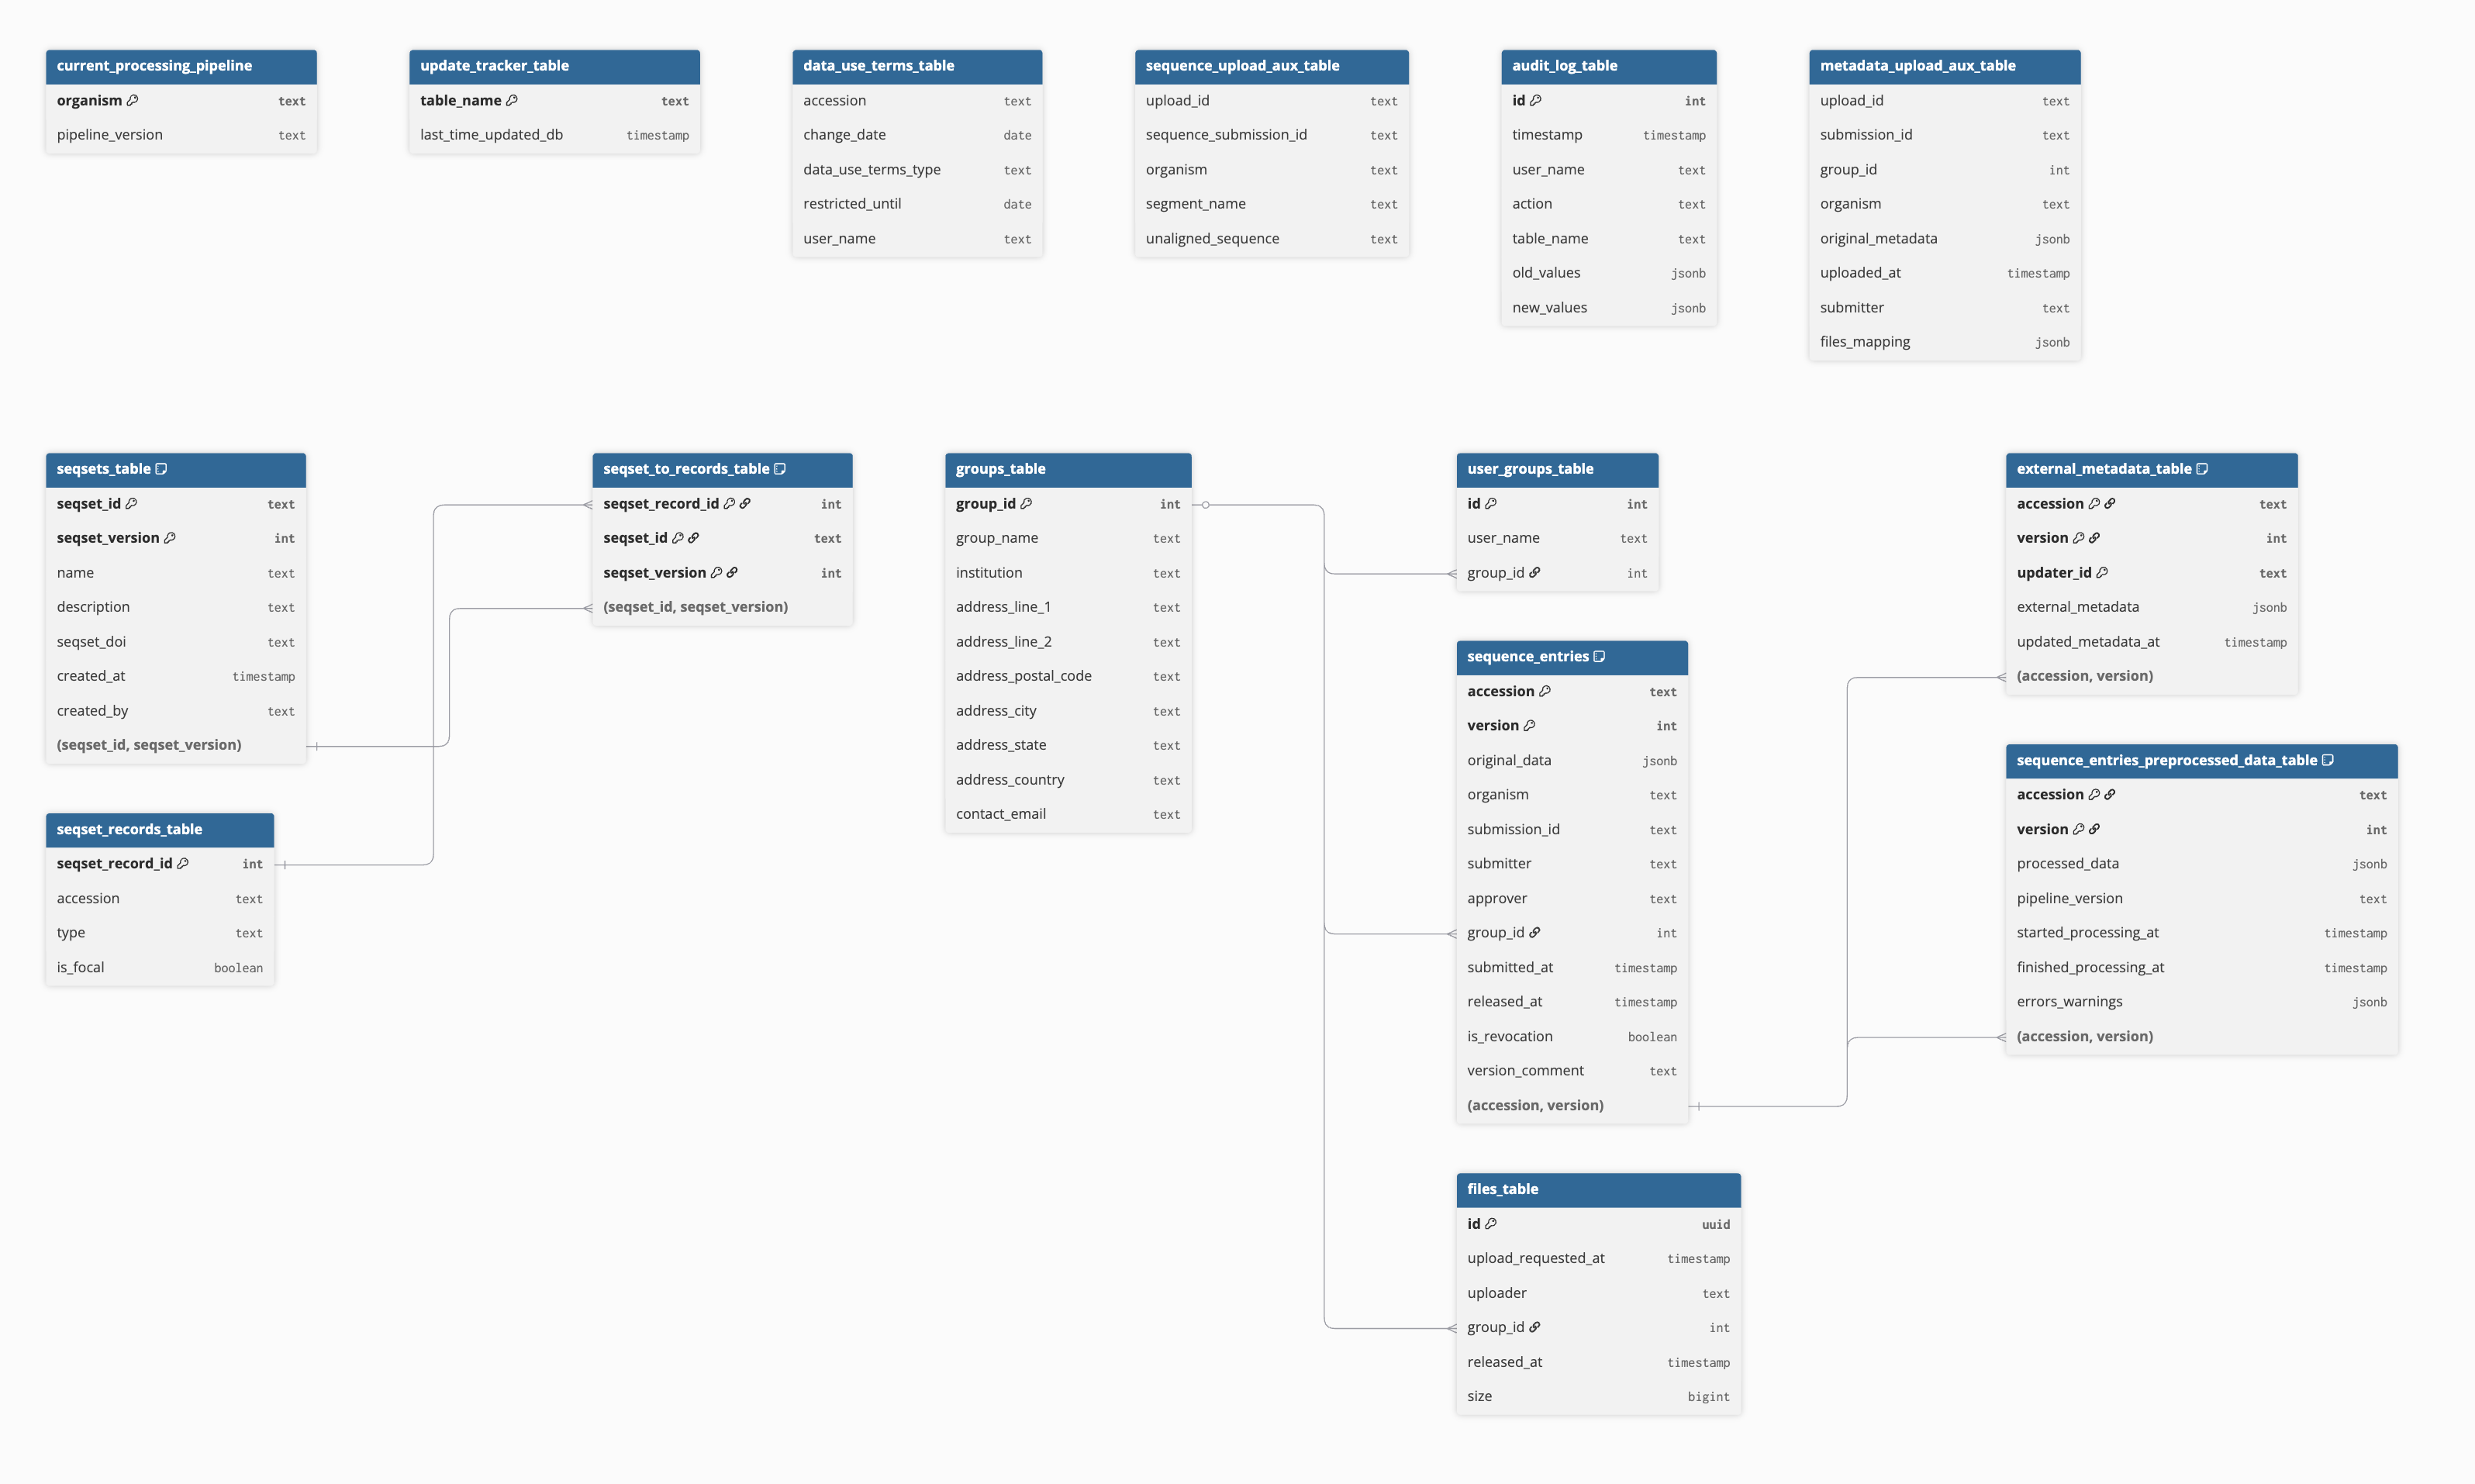 current_processing_pipeline
organism text
pipeline_version text
update_tracker_table
table_name text
last_time_updated_db timestamp
data_use_terms_table
accession text
change_date date
data_use_terms_type text
restricted_until date
user_name text
sequence_upload_aux_table
upload_id text
sequence_submission_id text
organism text
segment_name text
unaligned_sequence text
audit_log_table
id int
timestamp timestamp
user_name text
action text
table_name text
old_values jsonb
new_values jsonb
metadata_upload_aux_table
upload_id text
submission_id text
group_id int
organism text
original_metadata jsonb
uploaded_at timestamp
submitter text
files_mapping jsonb
seqsets_table
seqset_id text
seqset_version int
name text
description text
seqset_doi text
created_at timestamp
created_by text
(seqset_id, seqset_version)
seqset_records_table
seqset_record_id int
accession text
type text
is_focal boolean
seqset_to_records_table
seqset_record_id int
seqset_id text
seqset_version int
(seqset_id, seqset_version)
groups_table
group_id int
group_name text
institution text
address_line_1 text
address_line_2 text
address_postal_code text
address_city text
address_state text
address_country text
contact_email text
user_groups_table
id int
user_name text
group_id int
sequence_entries
accession text
version int
original_data jsonb
organism text
submission_id text
submitter text
approver text
group_id int
submitted_at timestamp
released_at timestamp
is_revocation boolean
version_comment text
(accession, version)
files_table
id uuid
upload_requested_at timestamp
uploader text
group_id int
released_at timestamp
size bigint
external_metadata_table
accession text
version int
updater_id text
external_metadata jsonb
updated_metadata_at timestamp
(accession, version)
sequence_entries_preprocessed_data_table
accession text
version int
processed_data jsonb
pipeline_version text
started_processing_at timestamp
finished_processing_at timestamp
errors_warnings jsonb
(accession, version)